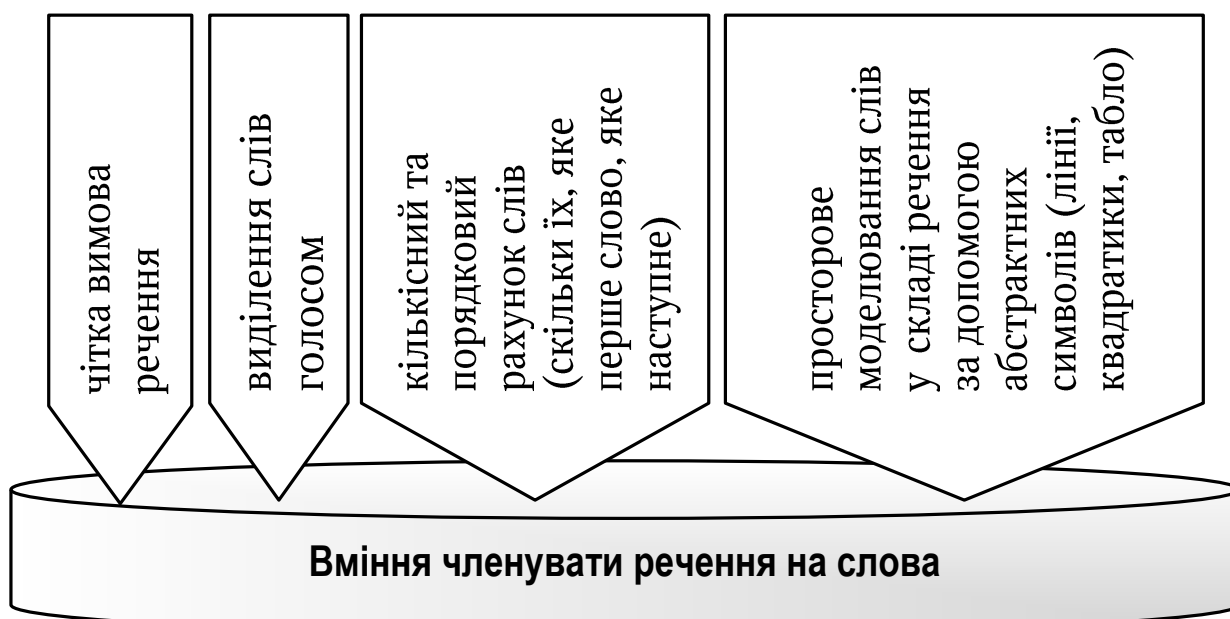 чітка вимова
речення
виділення слів
голосом
кількісний та
порядковий
рахунок слів
(скільки їх, яке
перше слово, яке
наступне)
просторове
моделювання слів
у складі речення
за допомогою
абстрактних
символів (лінії,
квадратики, табло)
Вміння членувати речення на слова